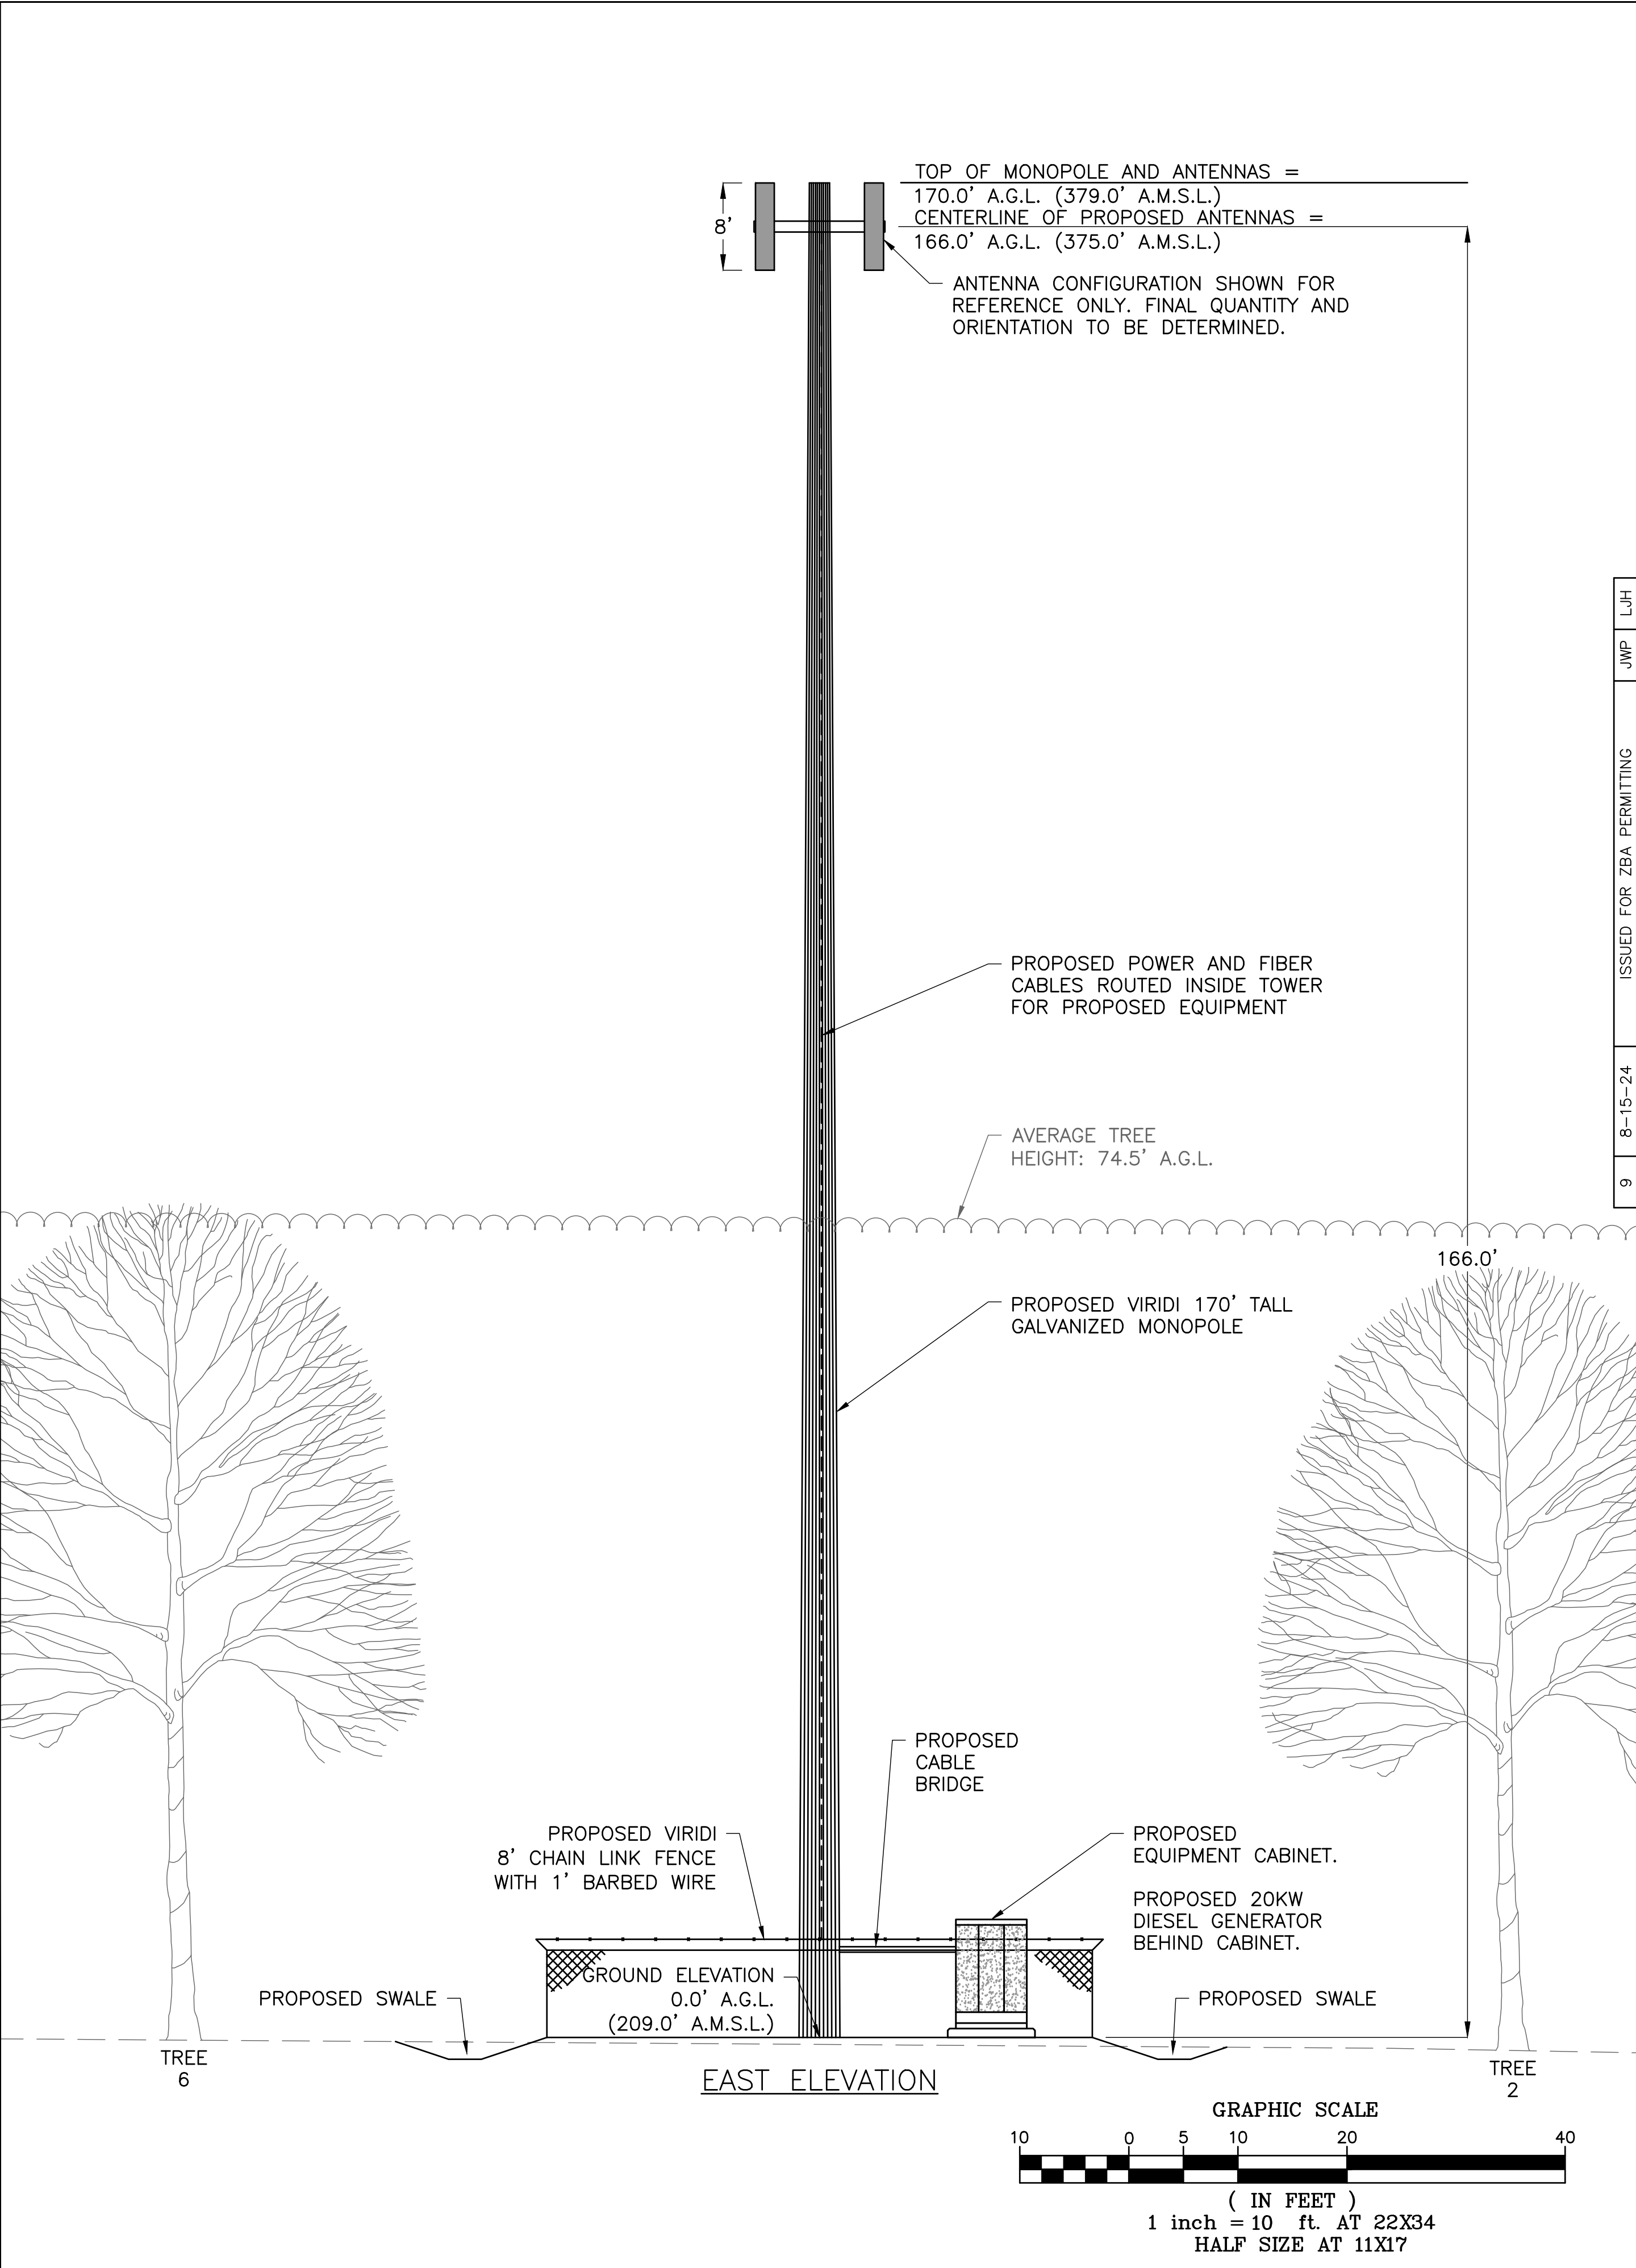 TOP OF MONOPOLE AND ANTENNAS =
170.0' A.G.L. (379.0' A.M.S.L.)
CENTERLINE OF PROPOSED ANTENNAS =
166.0' A.G.L. (375.0' A.M.S.L.)
8'
ANTENNA CONFIGURATION SHOWN FOR
REFERENCE ONLY. FINAL QUANTITY AND
ORIENTATION TO BE DETERMINED.
PROPOSED POWER AND FIBER
CABLES ROUTED INSIDE TOWER
FOR PROPOSED EQUIPMENT
AVERAGE TREE
HEIGHT: 74.5' A.G.L.
166.0'
PROPOSED VIRIDI 170' TALL
GALVANIZED MONOPOLE
PROPOSED
CABLE
BRIDGE
PROPOSED VIRIDI
8' CHAIN LINK FENCE
WITH 1' BARBED WIRE
PROPOSED
EQUIPMENT CABINET.
PROPOSED 20KW
DIESEL GENERATOR
BEHIND CABINET.
GROUND ELEVATION
0.0' A.G.L.
(209.0' A.M.S.L.)
PROPOSED SWALE
PROPOSED SWALE
TREE
6
TREE
2
EAST ELEVATION
GRAPHIC SCALE
10 0 5 10 20 40
( IN FEET )
1 inch = 10 ft. AT 22X34
HALF SIZE AT 11X17
9 8-15-24 ISSUED FOR ZBA PERMITTING JWP LJH